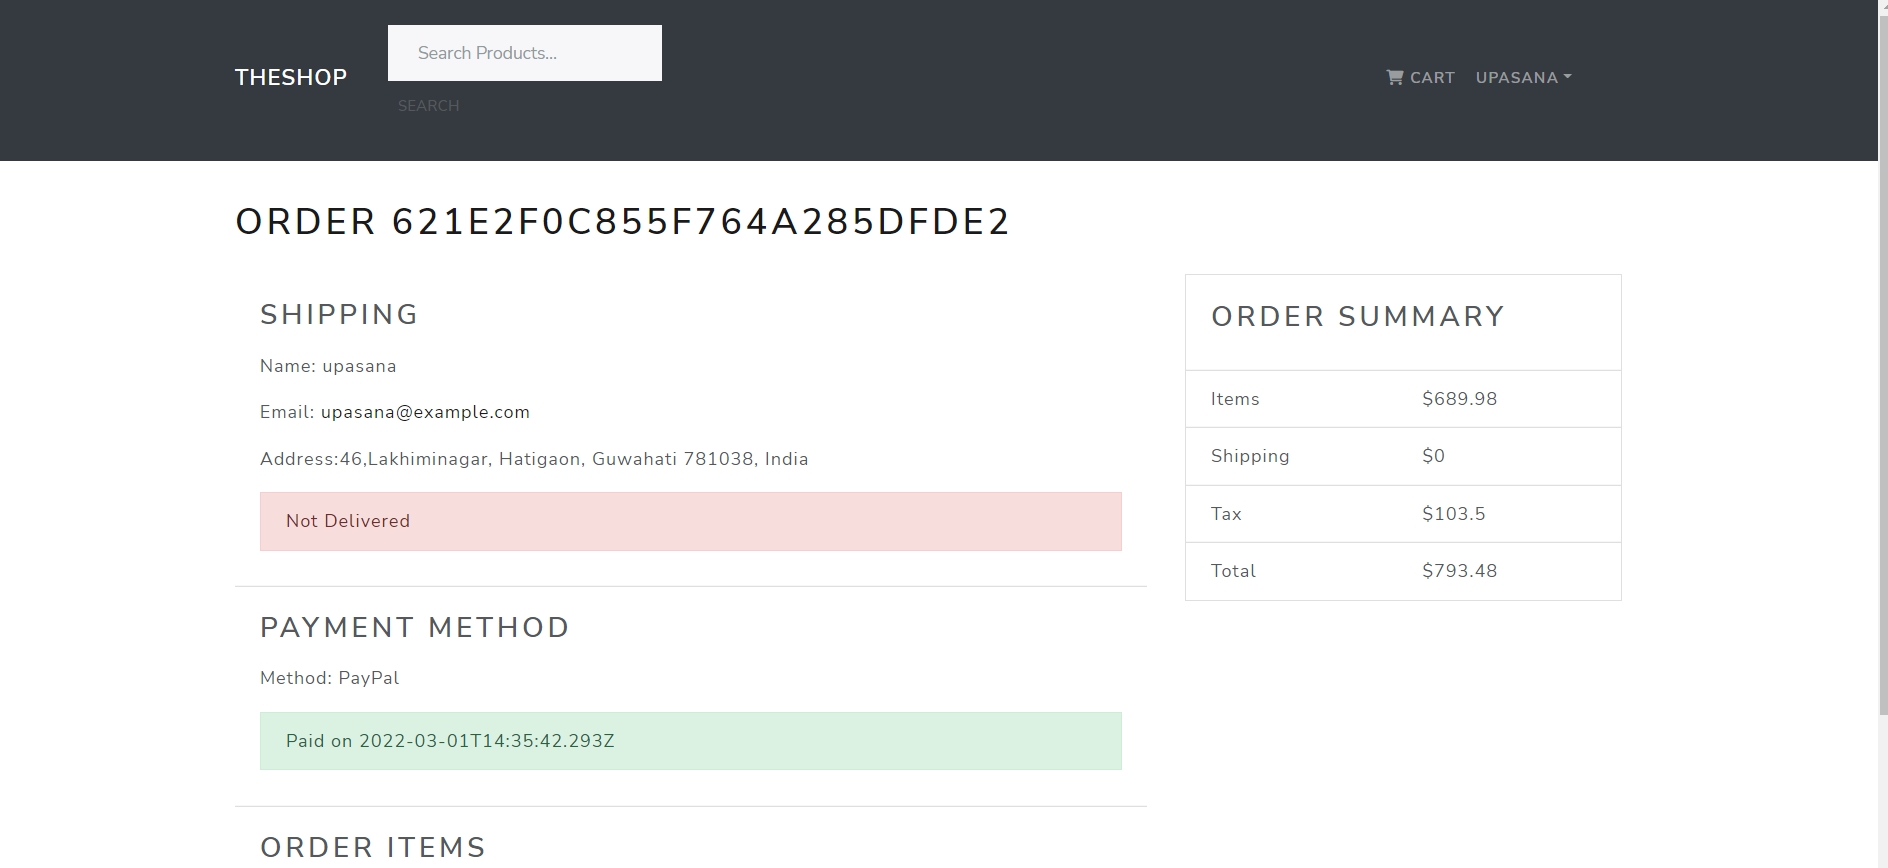 THESHOP
Search Products...
SEARCH
CART
UPASANA
ORDER 621E2F0C855F764A285DFDE2
SHIPPING
Name: upasana
Email: upasana@example.com
Address:46,Lakhiminagar, Hatigaon, Guwahati 781038, India
Not Delivered
PAYMENT METHOD
Method: PayPal
Paid on 2022-03-01T14:35:42.293Z
ORDER ITEMS
ORDER SUMMARY
Items $689.98
Shipping $0
Tax $103.5
Total $793.48